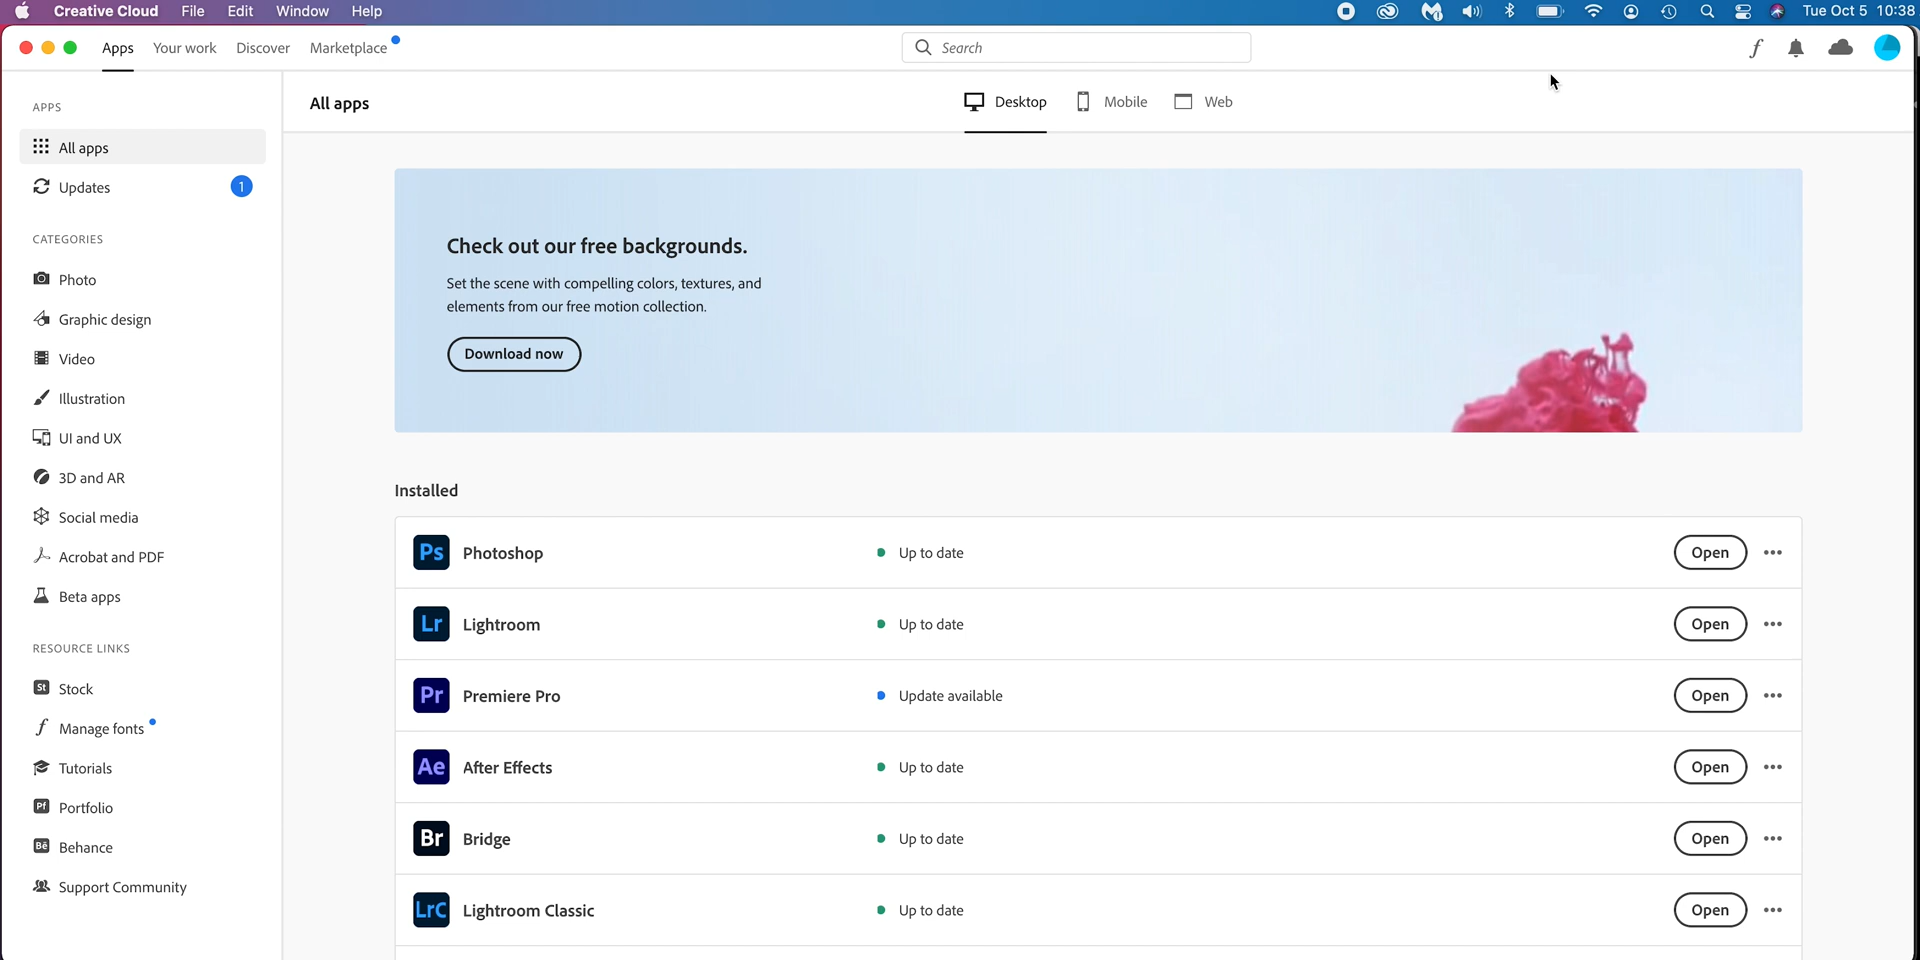 Creative Cloud File Edit Window Help Tue Oct 5 10:38
Apps Your work Discover Marketplace Search
APPS
All apps
Updates 1
CATEGORIES
Photo
Graphic design
Video
Illustration
UI and UX
3D and AR
Social media
Acrobat and PDF
Beta apps
RESOURCE LINKS
St Stock
Manage fonts
Tutorials
Pf Portfolio
Bē Behance
Support Community
All apps
Desktop Mobile Web
Check out our free backgrounds.
Set the scene with compelling colors, textures, and
elements from our free motion collection.
Download now
Installed
Ps Photoshop Up to date Open
Lr Lightroom Up to date Open
Pr Premiere Pro Update available Open
Ae After Effects Up to date Open
Br Bridge Up to date Open
LrC Lightroom Classic Up to date Open